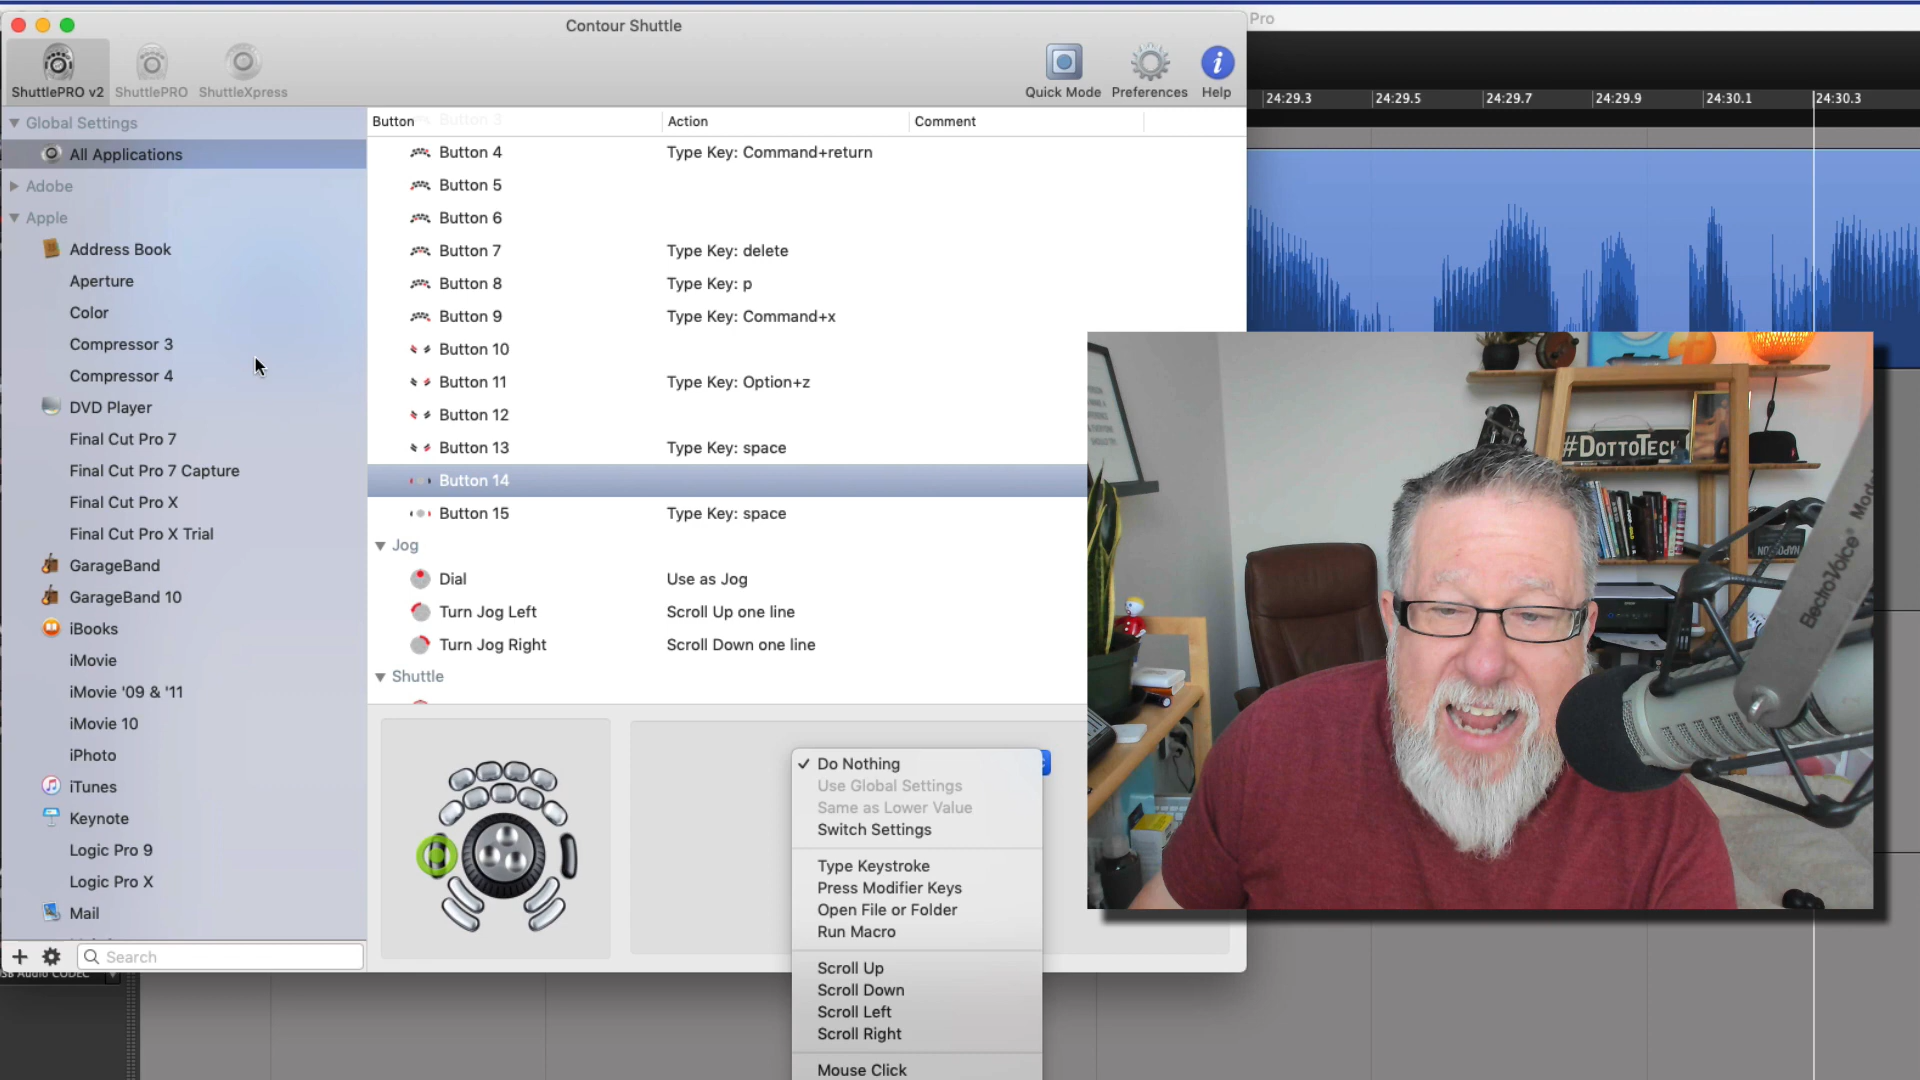 Contour Shuttle
Pro
ShuttlePRO v2
ShuttlePRO
ShuttleXpress
Quick Mode
Preferences
Help
24:29.3
24:29.5
24:29.7
24:29.9
24:30.1
24:30.3
Global Settings
All Applications
Adobe
Apple
Address Book
Aperture
Color
Compressor 3
Compressor 4
DVD Player
Final Cut Pro 7
Final Cut Pro 7 Capture
Final Cut Pro X
Final Cut Pro X Trial
GarageBand
GarageBand 10
iBooks
iMovie
iMovie '09 & '11
iMovie 10
iPhoto
iTunes
Keynote
Logic Pro 9
Logic Pro X
Mail
Search
Button Action Comment
Button 3
Button 4 Type Key: Command+return
Button 5
Button 6
Button 7 Type Key: delete
Button 8 Type Key: p
Button 9 Type Key: Command+x
Button 10
Button 11 Type Key: Option+z
Button 12
Button 13 Type Key: space
Button 14
Button 15 Type Key: space
Jog
Dial Use as Jog
Turn Jog Left Scroll Up one line
Turn Jog Right Scroll Down one line
Shuttle
Do Nothing
Use Global Settings
Same as Lower Value
Switch Settings
Type Keystroke
Press Modifier Keys
Open File or Folder
Run Macro
Scroll Up
Scroll Down
Scroll Left
Scroll Right
Mouse Click
#DOTTOTECH
NAPOLEON
ElectroVoice